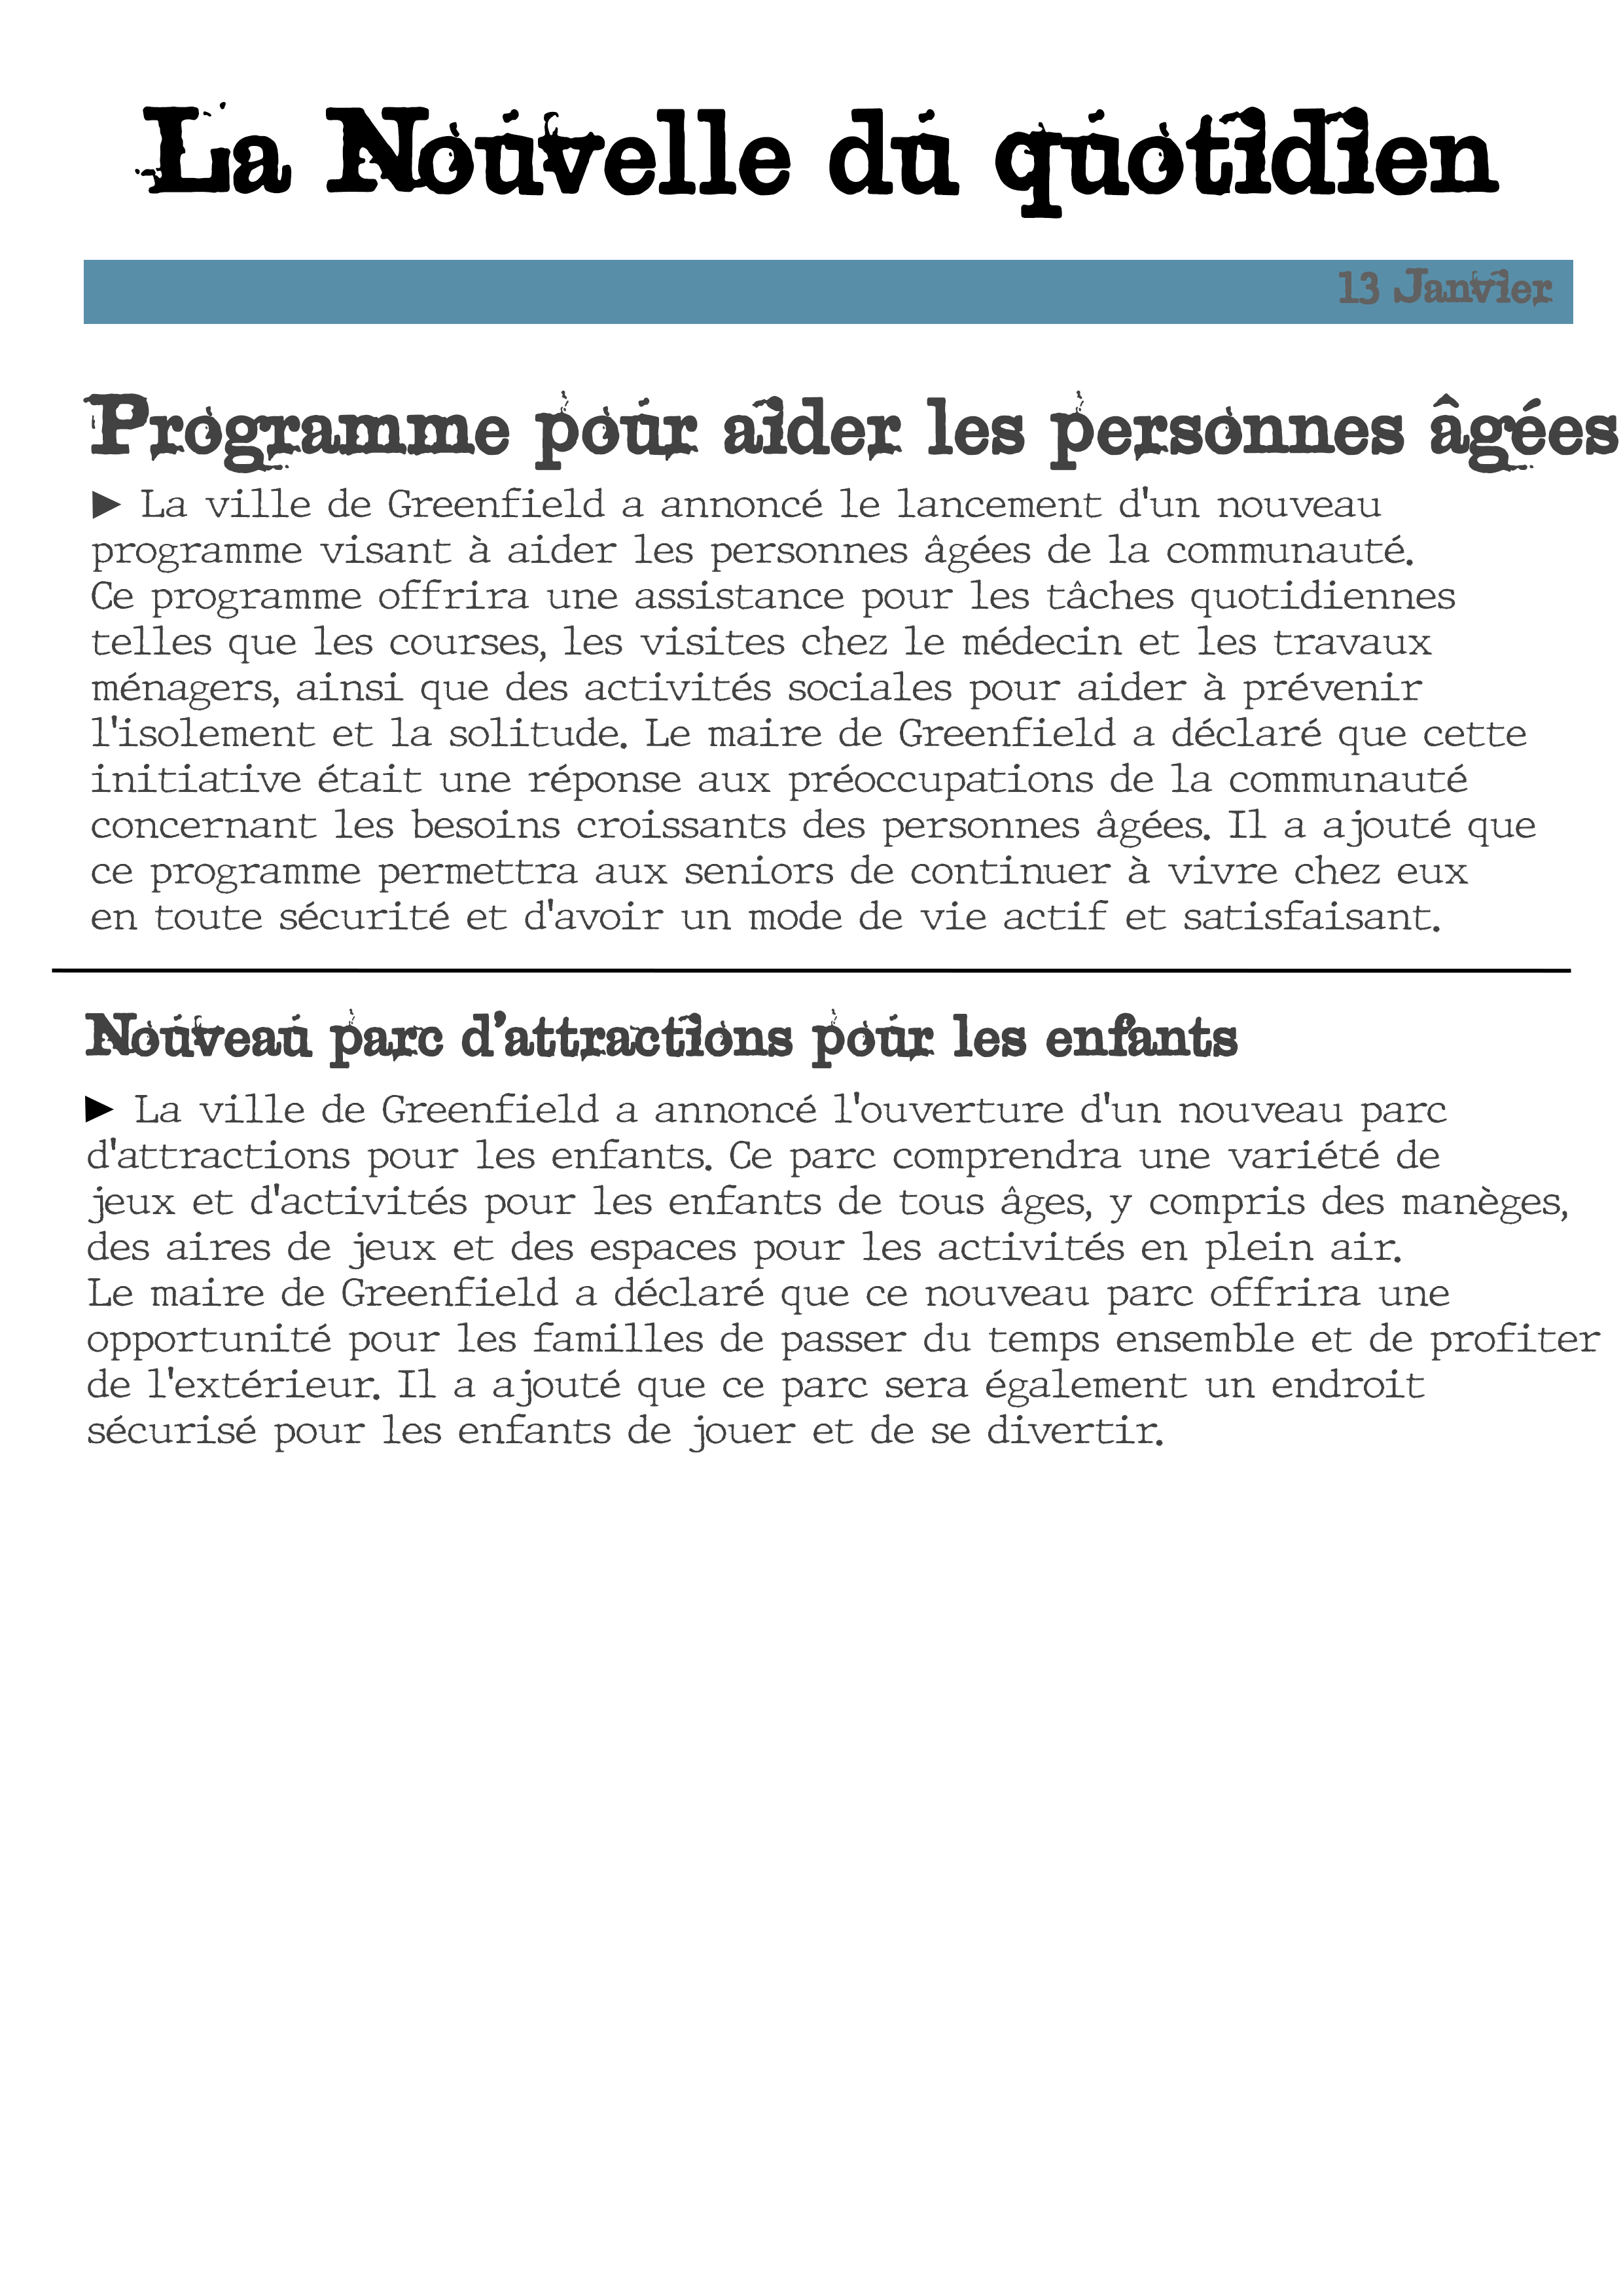 La Nouvelle du quotidien
13 Janvier
Programme pour aider les personnes âgées
► La ville de Greenfield a annoncé le lancement d'un nouveau
programme visant à aider les personnes âgées de la communauté.
Ce programme offrira une assistance pour les tâches quotidiennes
telles que les courses, les visites chez le médecin et les travaux
ménagers, ainsi que des activités sociales pour aider à prévenir
l'isolement et la solitude. Le maire de Greenfield a déclaré que cette
initiative était une réponse aux préoccupations de la communauté
concernant les besoins croissants des personnes âgées. Il a ajouté que
ce programme permettra aux seniors de continuer à vivre chez eux
en toute sécurité et d'avoir un mode de vie actif et satisfaisant.
Nouveau parc d’attractions pour les enfants
► La ville de Greenfield a annoncé l'ouverture d'un nouveau parc
d'attractions pour les enfants. Ce parc comprendra une variété de
jeux et d'activités pour les enfants de tous âges, y compris des manèges,
des aires de jeux et des espaces pour les activités en plein air.
Le maire de Greenfield a déclaré que ce nouveau parc offrira une
opportunité pour les familles de passer du temps ensemble et de profiter
de l'extérieur. Il a ajouté que ce parc sera également un endroit
sécurisé pour les enfants de jouer et de se divertir.